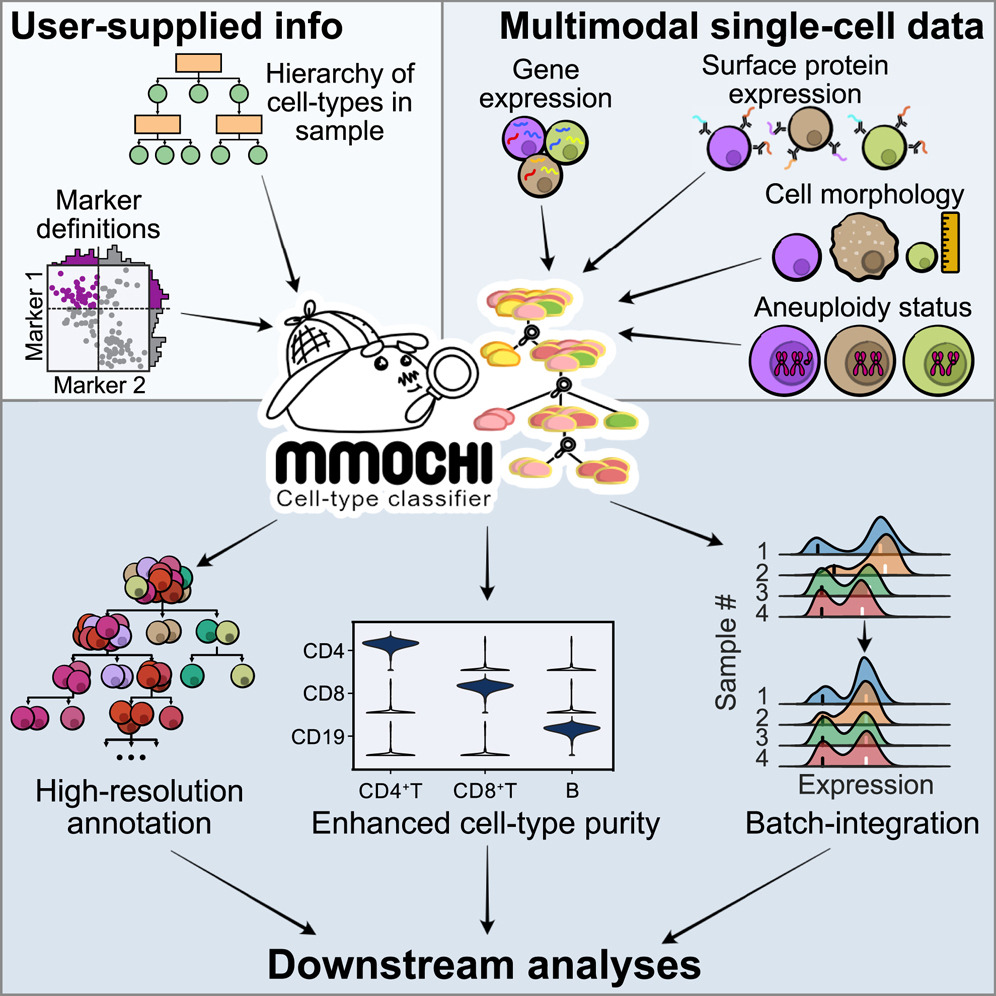 User-supplied info
Hierarchy of
cell-types in
sample
Marker
definitions
Marker 1
Marker 2
Multimodal single-cell data
Gene
expression
Surface protein
expression
Cell morphology
Aneuploidy status
MMOCHI
Cell-type classifier
High-resolution
annotation
CD4
CD8
CD19
CD4⁺T CD8⁺T B
Enhanced cell-type purity
Sample #
1
2
3
4
1
2
3
4
Expression
Batch-integration
Downstream analyses